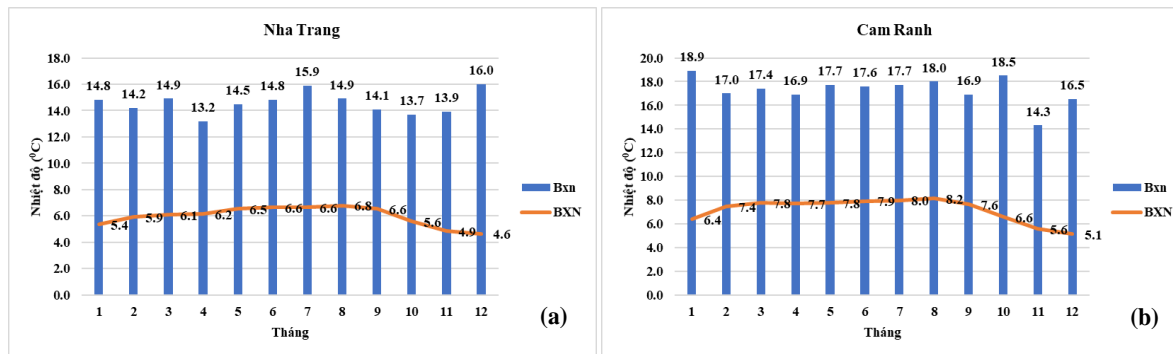 Nha Trang
Nhiệt độ (⁰C)
18.0
16.0
14.0
12.0
10.0
8.0
6.0
4.0
2.0
0.0
14.8 14.2 14.9 13.2 14.5 14.8 15.9 14.9 14.1 13.7 13.9 16.0
5.4 5.9 6.1 6.2 6.5 6.6 6.6 6.8 6.6 5.6 4.9 4.6
1 2 3 4 5 6 7 8 9 10 11 12
Tháng
Bxn
BXN
(a)
Cam Ranh
Nhiệt độ (⁰C)
20.0
18.0
16.0
14.0
12.0
10.0
8.0
6.0
4.0
2.0
0.0
18.9 17.0 17.4 16.9 17.7 17.6 17.7 18.0 16.9 18.5 14.3 16.5
6.4 7.4 7.8 7.7 7.8 7.9 8.0 8.2 7.6 6.6 5.6 5.1
1 2 3 4 5 6 7 8 9 10 11 12
Tháng
Bxn
BXN
(b)